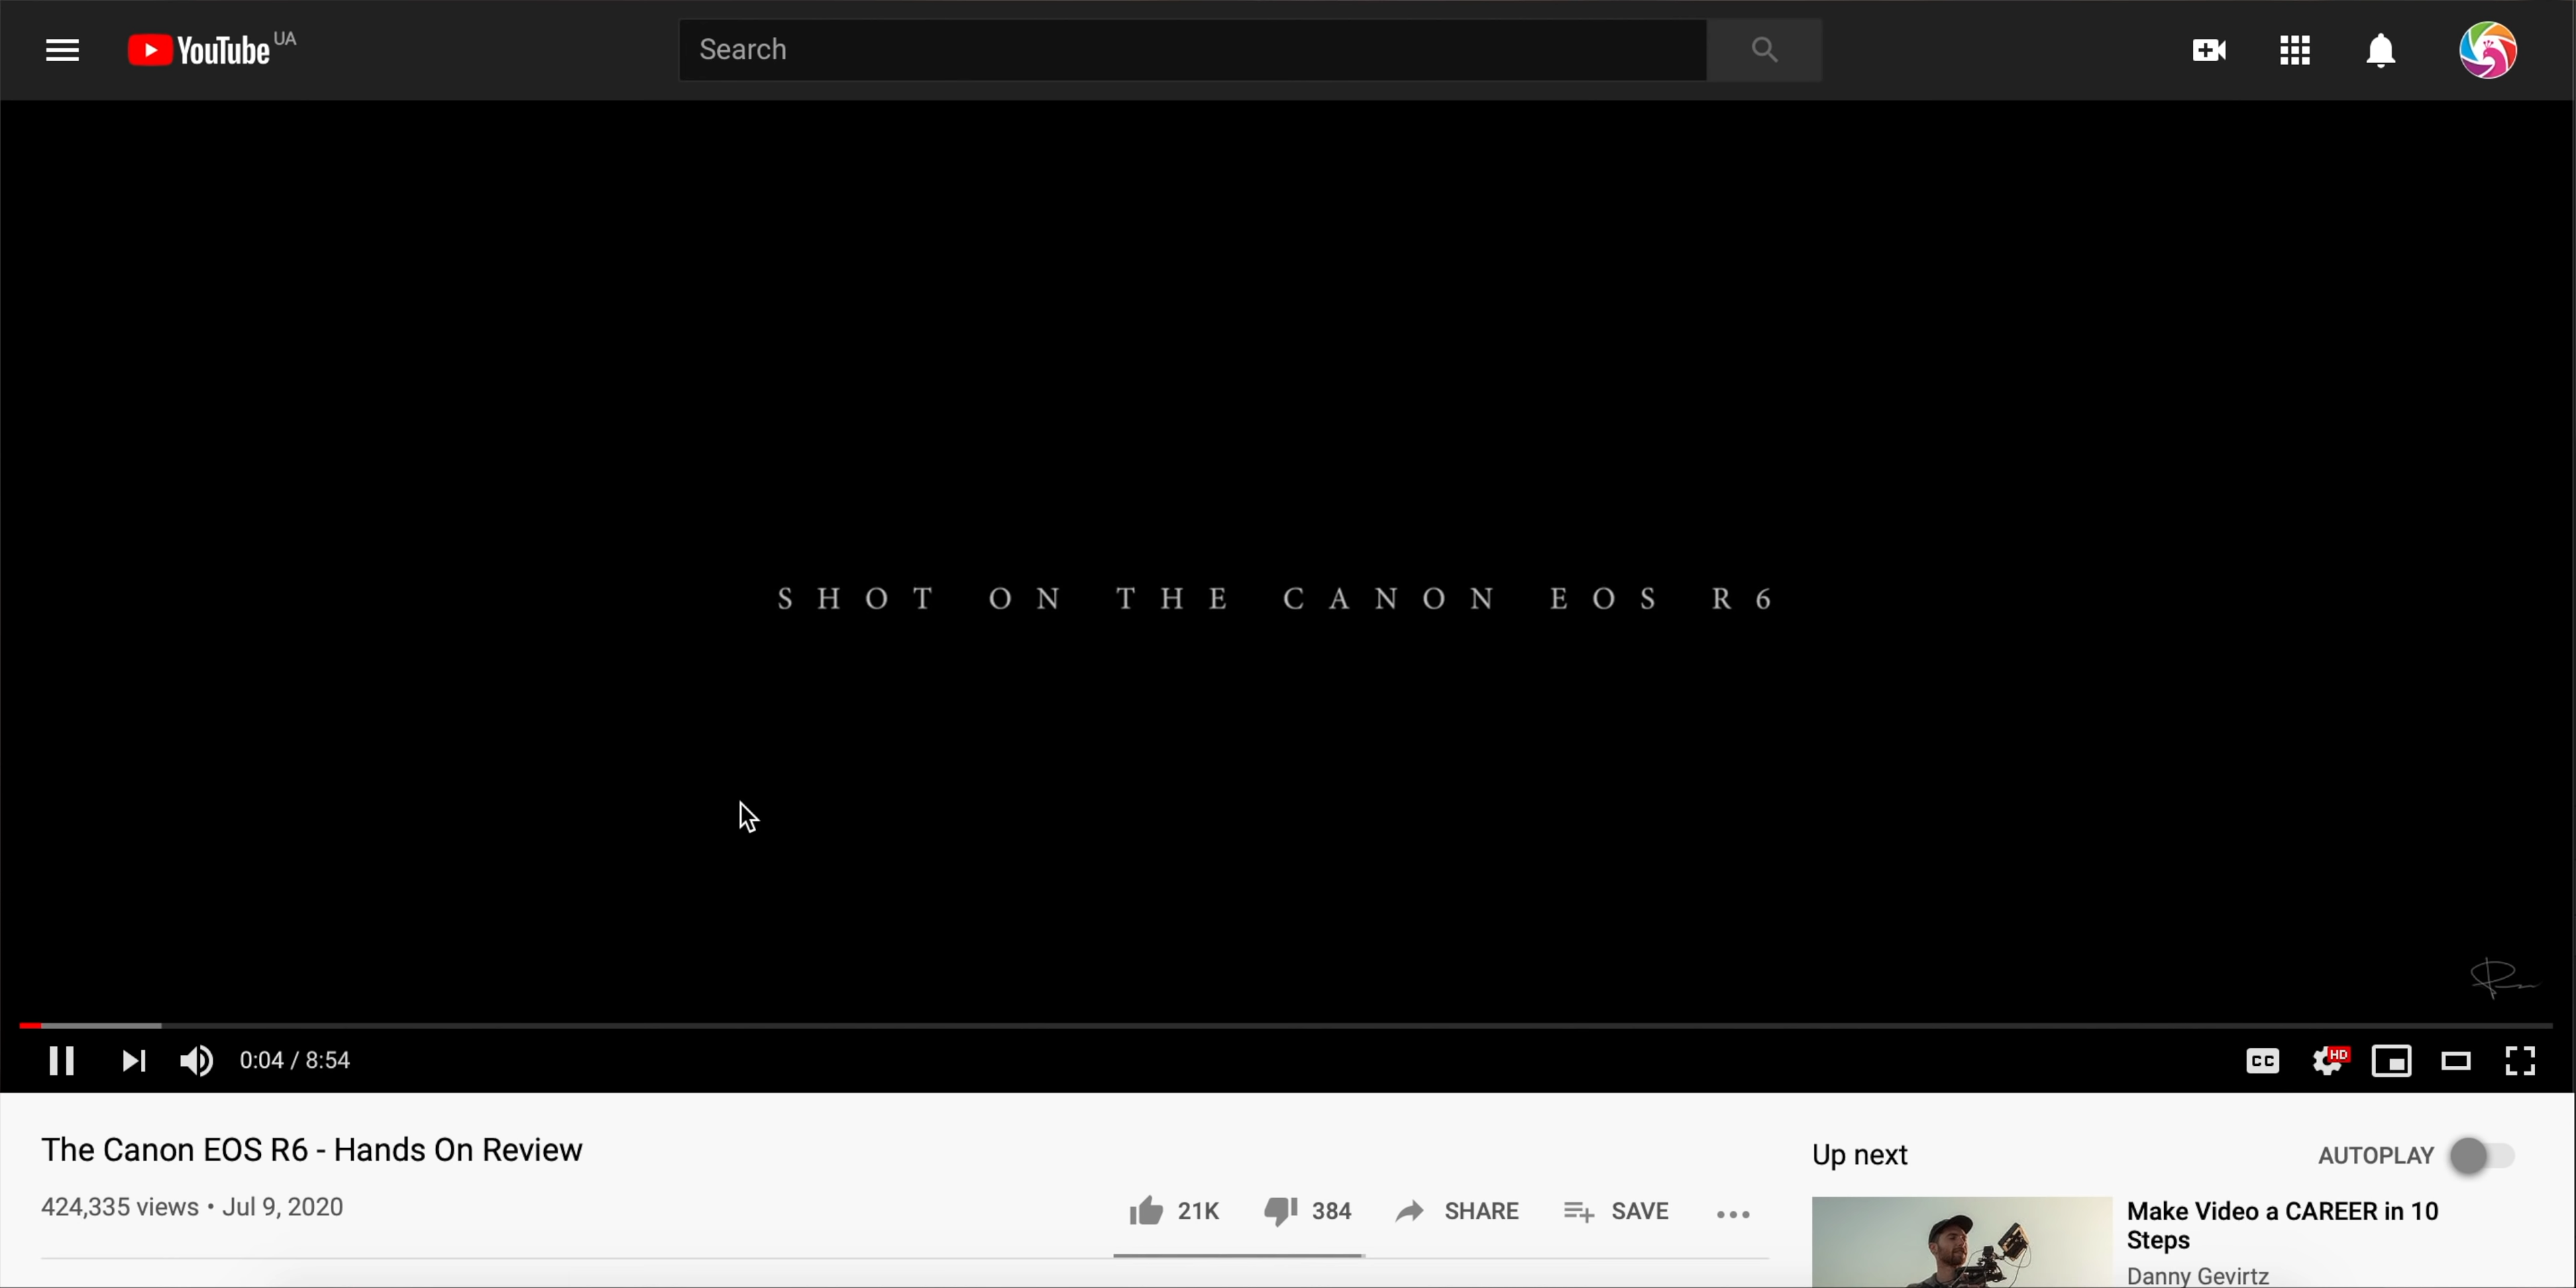 YouTube UA
Search
SHOT ON THE CANON EOS R6
0:04 / 8:54
CC
HD
The Canon EOS R6 - Hands On Review
424,335 views • Jul 9, 2020
21K
384
SHARE
SAVE
Up next
AUTOPLAY
Make Video a CAREER in 10
Steps
Danny Gevirtz